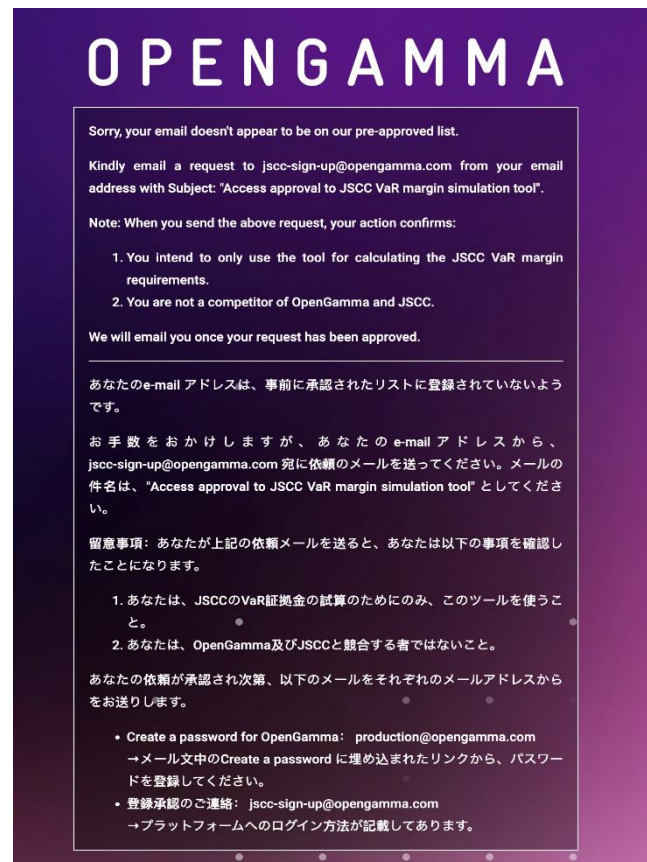 OPENGAMMA
Sorry, your email doesn't appear to be on our pre-approved list.
Kindly email a request to jscc-sign-up@opengamma.com from your email
address with Subject: "Access approval to JSCC VaR margin simulation tool".
Note: When you send the above request, your action confirms:
1. You intend to only use the tool for calculating the JSCC VaR margin
requirements.
2. You are not a competitor of OpenGamma and JSCC.
We will email you once your request has been approved.
あなたのe-mail アドレスは、事前に承認されたリストに登録されていないよう
です。
お手数をおかけしますが、あなたの e-mail アドレスから、
jscc-sign-up@opengamma.com 宛に依頼のメールを送ってください。メールの
件名は、"Access approval to JSCC VaR margin simulation tool" としてくださ
い。
留意事項：あなたが上記の依頼メールを送ると、あなたは以下の事項を確認し
たことになります。
1. あなたは、JSCCのVaR証拠金の試算のためにのみ、このツールを使うこ
と。
2. あなたは、OpenGamma及びJSCCと競合する者ではないこと。
あなたの依頼が承認され次第、以下のメールをそれぞれのメールアドレスから
をお送りします。
• Create a password for OpenGamma： production@opengamma.com
→メール文中のCreate a password に埋め込まれたリンクから、パスワー
ドを登録してください。
• 登録承認のご連絡： jscc-sign-up@opengamma.com
→プラットフォームへのログイン方法が記載してあります。